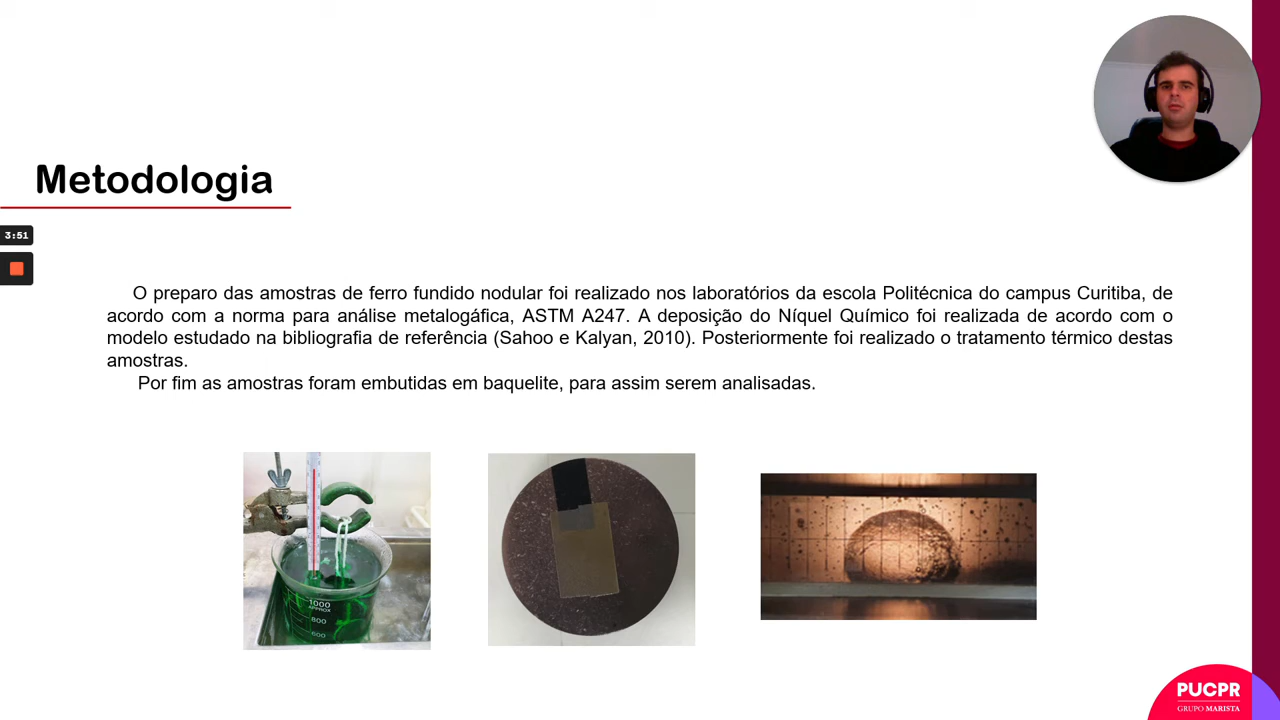 Metodologia
3:51
O preparo das amostras de ferro fundido nodular foi realizado nos laboratórios da escola Politécnica do campus Curitiba, de
acordo com a norma para análise metalogáfica, ASTM A247. A deposição do Níquel Químico foi realizada de acordo com o
modelo estudado na bibliografia de referência (Sahoo e Kalyan, 2010). Posteriormente foi realizado o tratamento térmico destas
amostras.
Por fim as amostras foram embutidas em baquelite, para assim serem analisadas.
1000
APPROX
800
600
PUCPR
GRUPO MARISTA